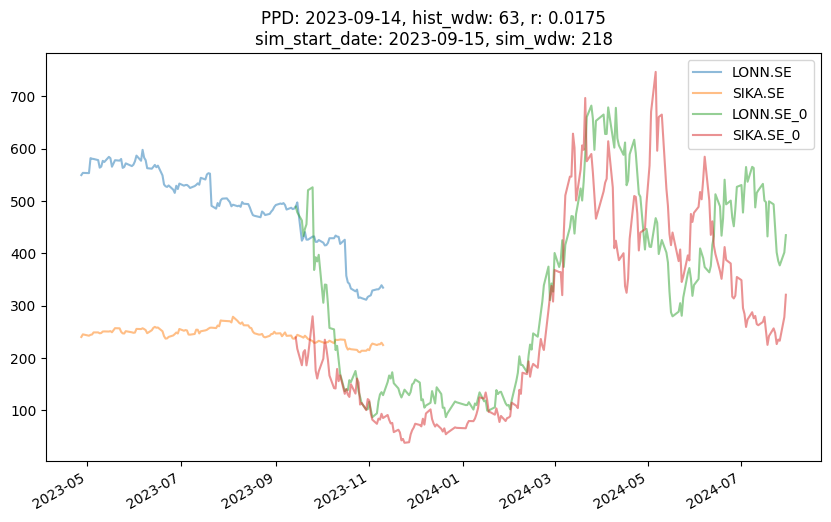 PPD: 2023-09-14, hist_wdw: 63, r: 0.0175
sim_start_date: 2023-09-15, sim_wdw: 218
LONN.SE
SIKA.SE
LONN.SE_0
SIKA.SE_0
700
600
500
400
300
200
100
2023-05
2023-07
2023-09
2023-11
2024-01
2024-03
2024-05
2024-07